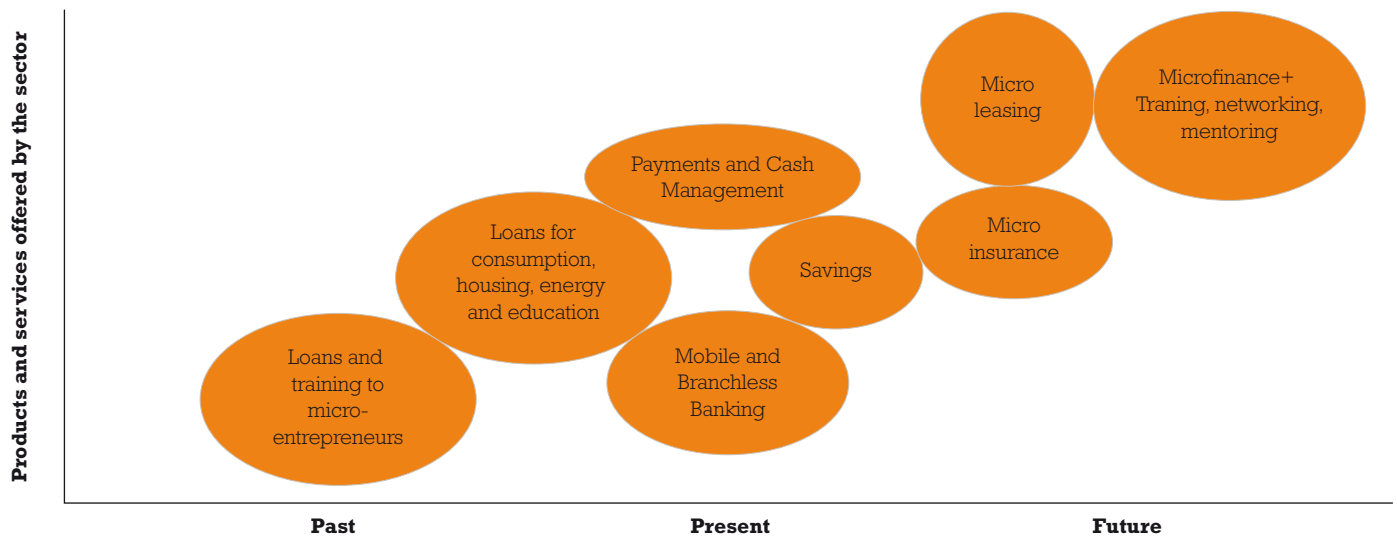 Products and services offered by the sector
Loans and
training to
micro-
entrepreneurs
Loans for
consumption,
housing, energy
and education
Payments and Cash
Management
Mobile and
Branchless
Banking
Savings
Micro
leasing
Micro
insurance
Microfinance+
Traning, networking,
mentoring
Past
Present
Future